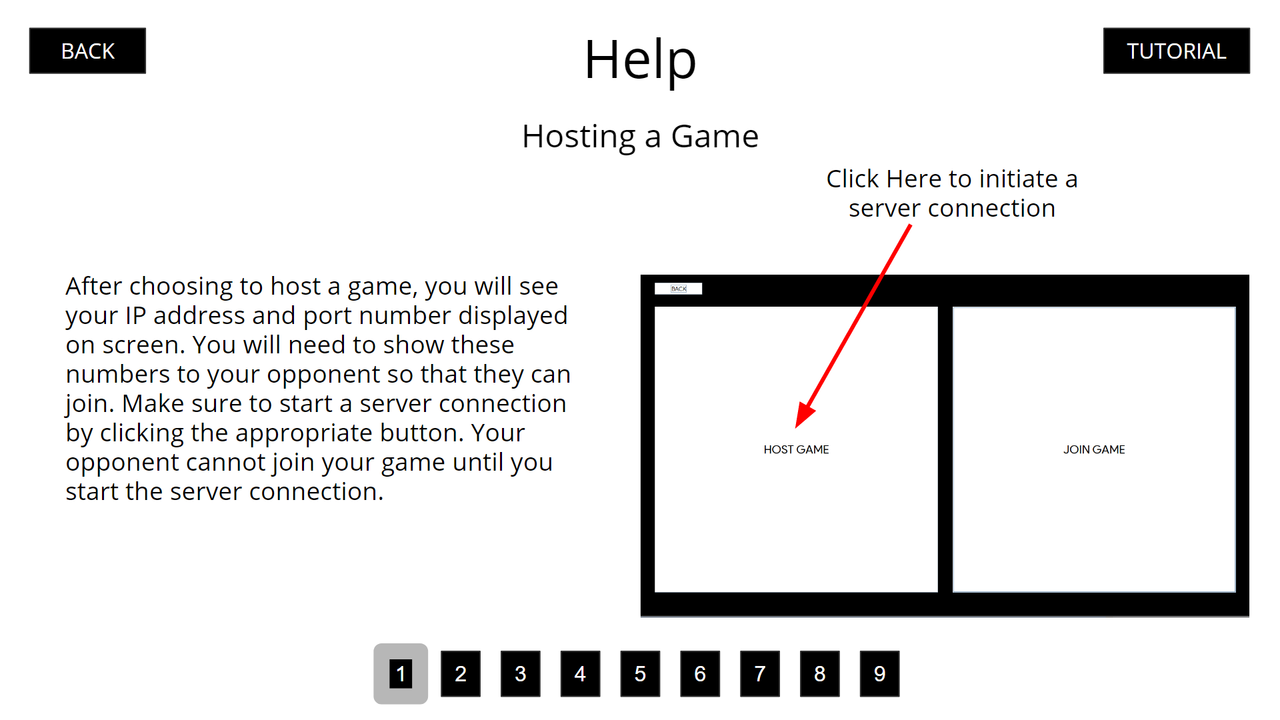 BACK
Help
TUTORIAL
Hosting a Game
Click Here to initiate a
server connection
After choosing to host a game, you will see
your IP address and port number displayed
on screen. You will need to show these
numbers to your opponent so that they can
join. Make sure to start a server connection
by clicking the appropriate button. Your
opponent cannot join your game until you
start the server connection.
BACK
HOST GAME
JOIN GAME
1 2 3 4 5 6 7 8 9